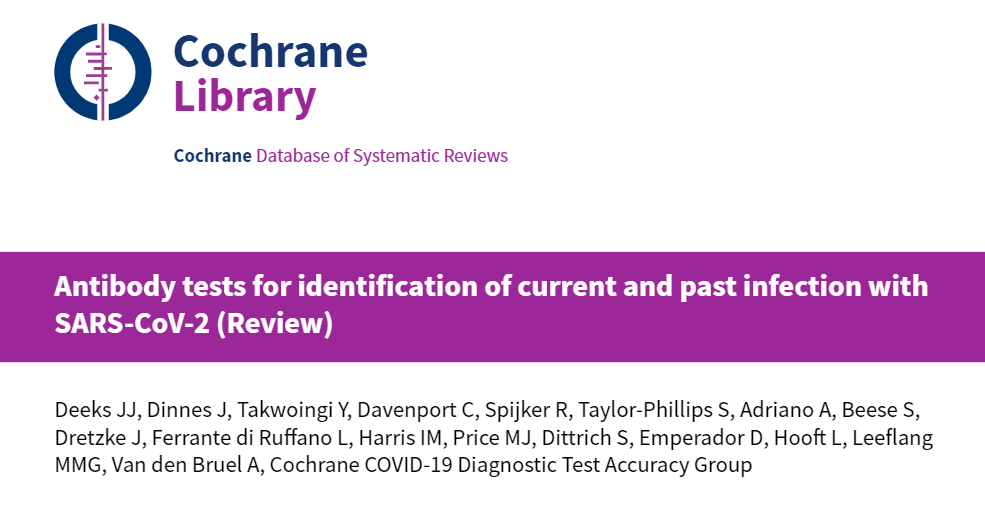 Cochrane
Library
Cochrane Database of Systematic Reviews
Antibody tests for identification of current and past infection with
SARS-CoV-2 (Review)
Deeks JJ, Dinnes J, Takwoingi Y, Davenport C, Spijker R, Taylor-Phillips S, Adriano A, Beese S,
Dretzke J, Ferrante di Ruffano L, Harris IM, Price MJ, Dittrich S, Emperador D, Hooft L, Leeflang
MMG, Van den Bruel A, Cochrane COVID-19 Diagnostic Test Accuracy Group